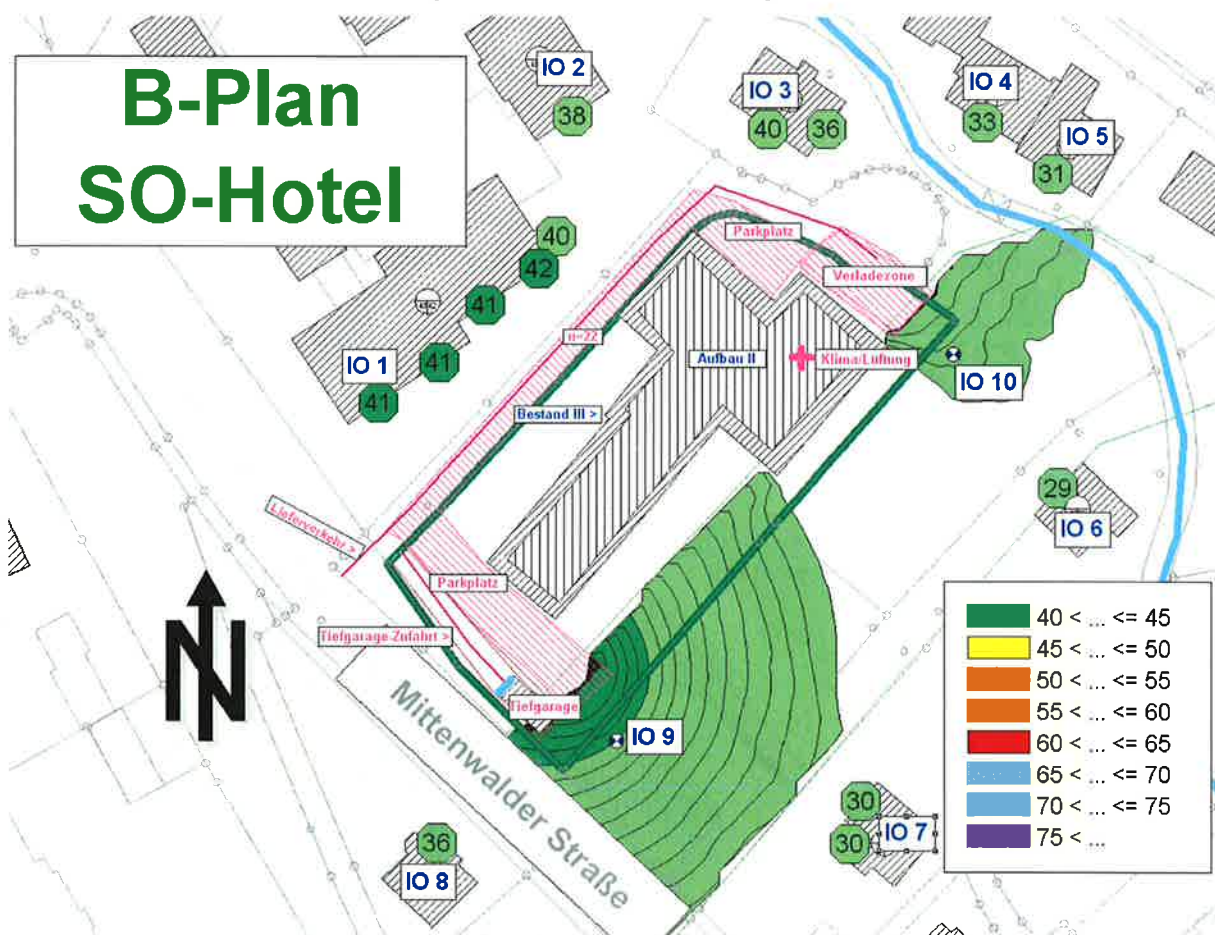 B-Plan
SO-Hotel
IO 2
38
IO 3
40
36
IO 4
33
IO 5
31
40
42
41
41
41
IO 1
Parkplatz
Verladezone
n=22
Aufbau II
Klima/Lüftung
Bestand III >
IO 10
29
IO 6
Lieferverkehr >
Parkplatz
Tiefgarage-Zufahrt >
Tiefgarage
IO 9
Mittenwalder Straße
N
36
IO 8
30
30
IO 7
40 < ... <= 45
45 < ... <= 50
50 < ... <= 55
55 < ... <= 60
60 < ... <= 65
65 < ... <= 70
70 < ... <= 75
75 < ...